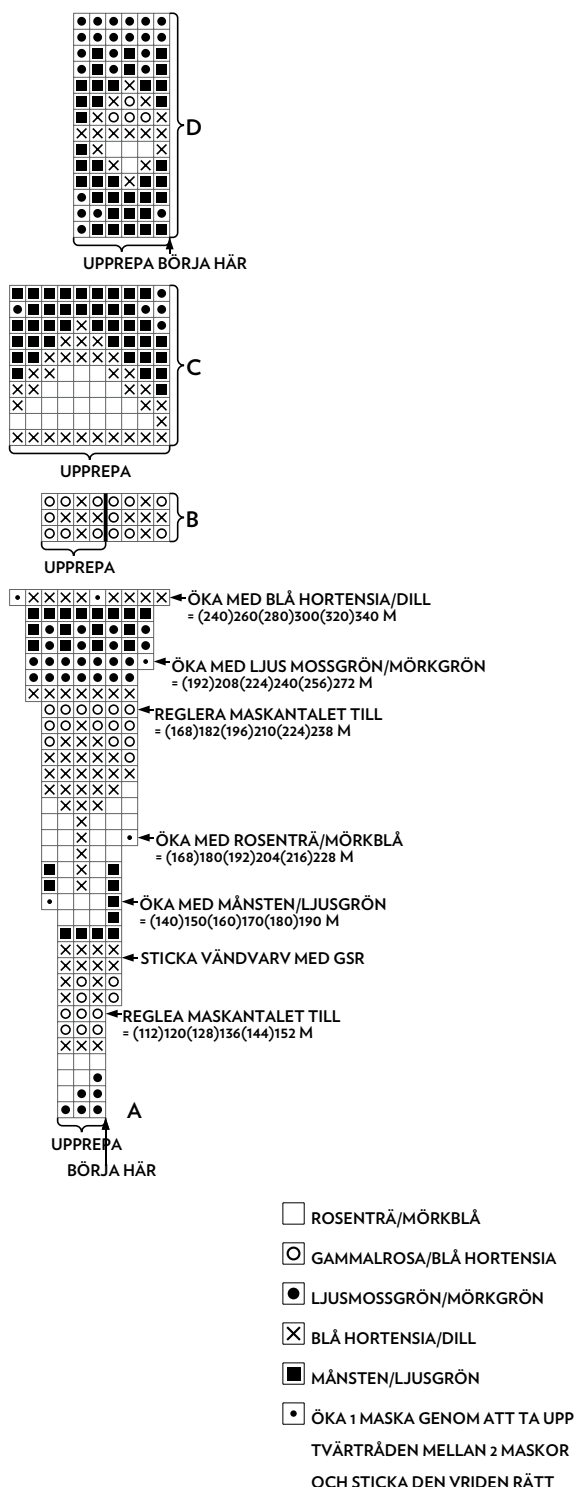 D
UPPREPA BÖRJA HÄR
C
UPPREPA
B
UPPREPA
ÖKA MED BLÅ HORTENSIA/DILL
= (240)260(280)300(320)340 M
ÖKA MED LJUS MOSSGRÖN/MÖRKGRÖN
= (192)208(224)240(256)272 M
REGLERA MASKANTALET TILL
= (168)182(196)210(224)238 M
ÖKA MED ROSENTRÄ/MÖRKBLÅ
= (168)180(192)204(216)228 M
ÖKA MED MÅNSTEN/LJUSGRÖN
= (140)150(160)170(180)190 M
STICKA VÄNDVARV MED GSR
REGLEA MASKANTALET TILL
= (112)120(128)136(144)152 M
A
UPPREPA
BÖRJA HÄR
ROSENTRÄ/MÖRKBLÅ
GAMMALROSA/BLÅ HORTENSIA
LJUSMOSSGRÖN/MÖRKGRÖN
BLÅ HORTENSIA/DILL
MÅNSTEN/LJUSGRÖN
ÖKA 1 MASKA GENOM ATT TA UPP
TVÄRTRÅDEN MELLAN 2 MASKOR
OCH STICKA DEN VRIDEN RÄTT